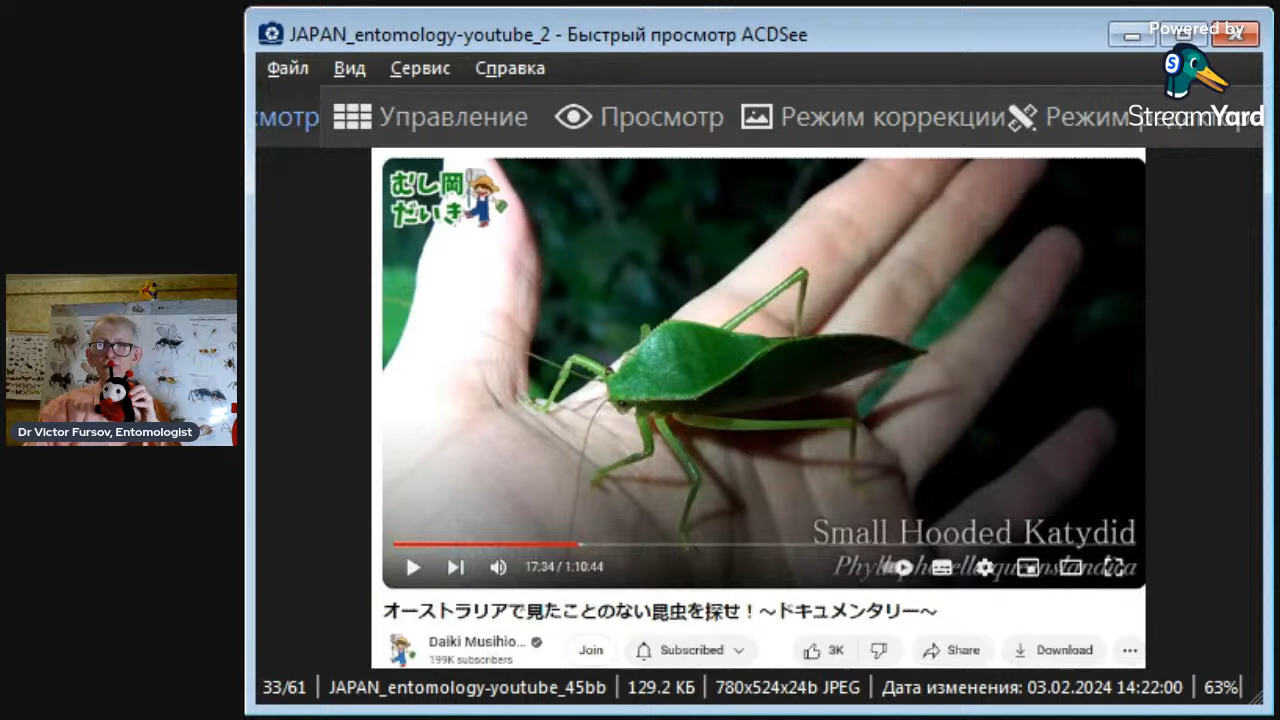 JAPAN_entomology-youtube_2 - Быстрый просмотр ACDSee
Powered by
StreamYard
Файл Вид Сервис Справка
смотр Управление Просмотр Режим коррекции
むし岡
だいき
Dr Victor Fursov, Entomologist
Small Hooded Katydid
17:34 / 1:10:44
オーストラリアで見たことのない昆虫を探せ!~ドキュメンタリー~
Daiki Musihio...
199K subscribers
Join
Subscribed
3K
Share
Download
33/61 | JAPAN_entomology-youtube_45bb | 129.2 КБ | 780x524x24b JPEG | Дата изменения: 03.02.2024 14:22:00 | 63%